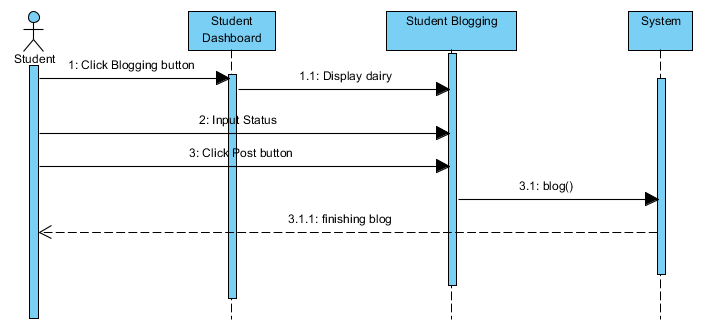 Student
Student
Dashboard
Student Blogging
System
1: Click Blogging button
1.1: Display dairy
2: Input Status
3: Click Post button
3.1: blog()
3.1.1: finishing blog